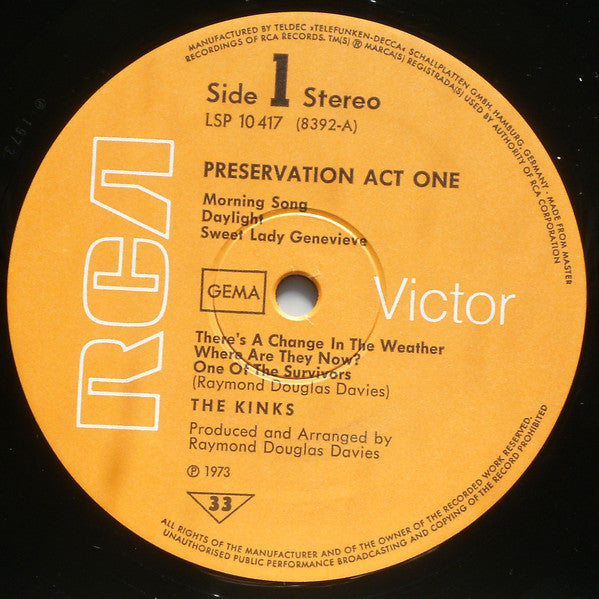 MANUFACTURED BY TELDEC »TELEFUNKEN-DECCA« SCHALLPLATTEN GMBH, HAMBURG, GERMANY · MADE FROM MASTER
RECORDINGS OF RCA RECORDS. TM(S) ® MARCA(S) REGISTRADA(S) USED BY AUTHORITY OF RCA CORPORATION
Side 1 Stereo
LSP 10 417 (8392-A)
PRESERVATION ACT ONE
Morning Song
Daylight
Sweet Lady Genevieve
RCA
GEMA
Victor
There's A Change In The Weather
Where Are They Now?
One Of The Survivors
(Raymond Douglas Davies)
THE KINKS
Produced and Arranged by
Raymond Douglas Davies
℗ 1973
33
ALL RIGHTS OF THE MANUFACTURER AND OF THE OWNER OF THE RECORDED WORK RESERVED.
UNAUTHORISED PUBLIC PERFORMANCE BROADCASTING AND COPYING OF THE RECORD PROHIBITED
℗ 1973